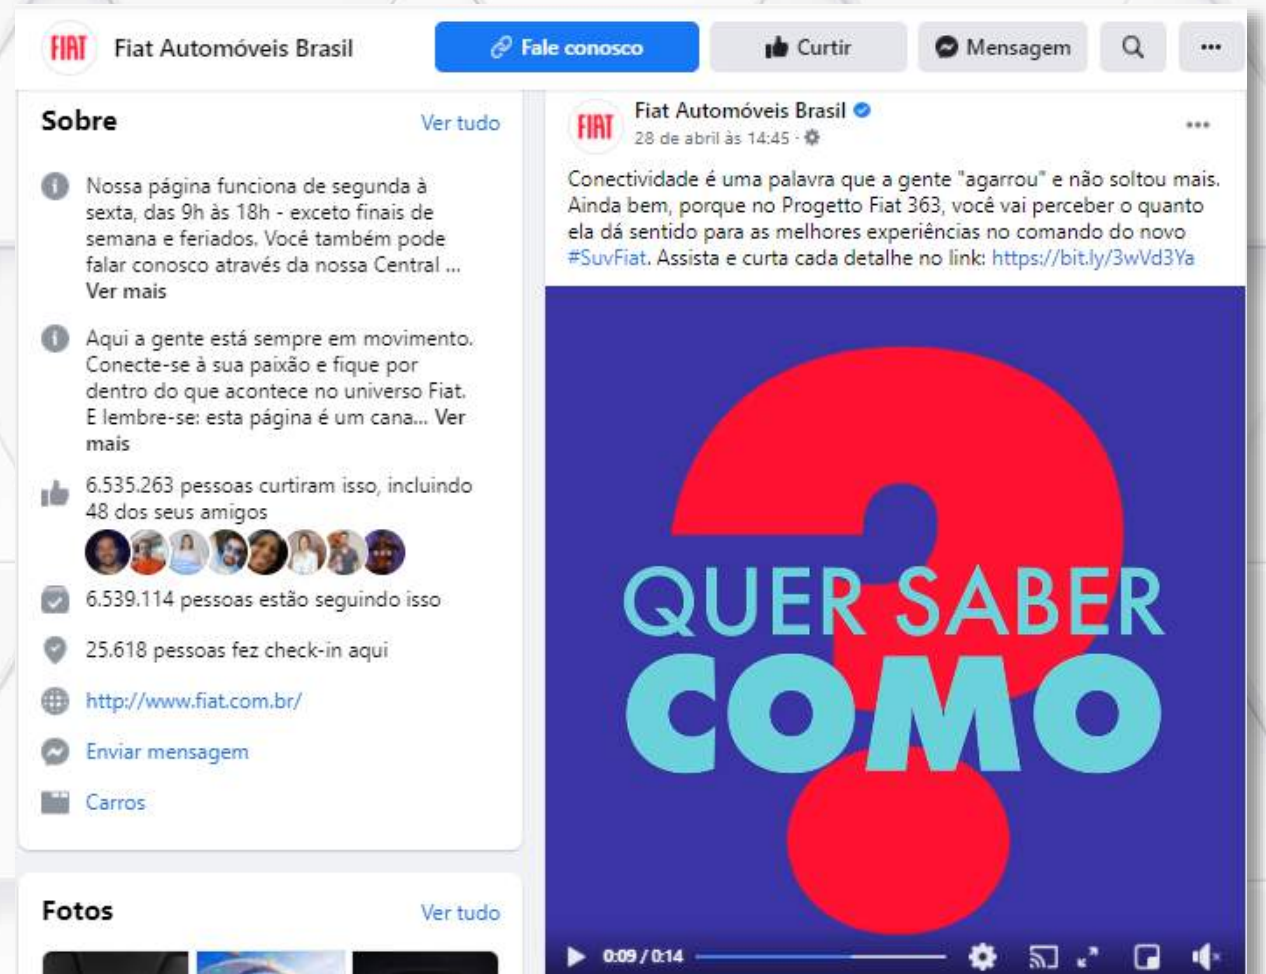 FIAT
Fiat Automóveis Brasil
Fale conosco
Curtir
Mensagem
Sobre
Ver tudo
Nossa página funciona de segunda à
sexta, das 9h às 18h - exceto finais de
semana e feriados. Você também pode
falar conosco através da nossa Central ...
Ver mais
Aqui a gente está sempre em movimento.
Conecte-se à sua paixão e fique por
dentro do que acontece no universo Fiat.
E lembre-se: esta página é um cana... Ver
mais
6.535.263 pessoas curtiram isso, incluindo
48 dos seus amigos
6.539.114 pessoas estão seguindo isso
25.618 pessoas fez check-in aqui
http://www.fiat.com.br/
Enviar mensagem
Carros
Fotos
Ver tudo
FIAT
Fiat Automóveis Brasil
28 de abril às 14:45 ·
Conectividade é uma palavra que a gente "agarrou" e não soltou mais.
Ainda bem, porque no Progetto Fiat 363, você vai perceber o quanto
ela dá sentido para as melhores experiências no comando do novo
#SuvFiat. Assista e curta cada detalhe no link: https://bit.ly/3wVd3Ya
?
QUER SABER
COMO
0:09 / 0:14